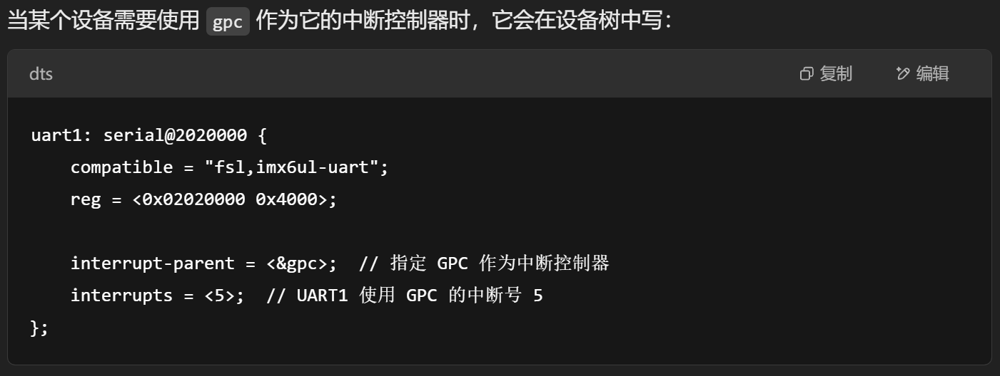 当某个设备需要使用 gpc 作为它的中断控制器时，它会在设备树中写：
dts 复制 编辑
uart1: serial@2020000 {
    compatible = "fsl,imx6ul-uart";
    reg = <0x02020000 0x4000>;
    interrupt-parent = <&gpc>;  // 指定 GPC 作为中断控制器
    interrupts = <5>;  // UART1 使用 GPC 的中断号 5
};